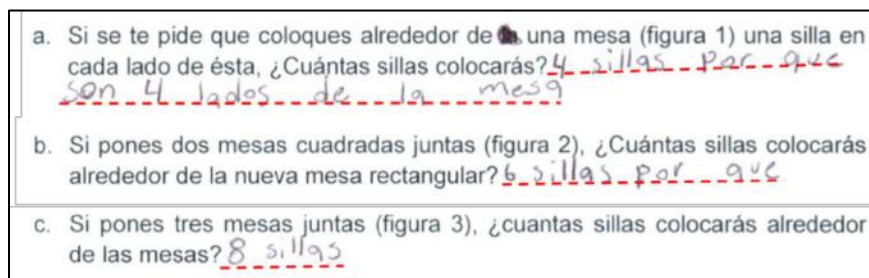 a. Si se te pide que coloques alrededor de una mesa (figura 1) una silla en
cada lado de ésta, ¿Cuántas sillas colocarás? 4 sillas por que
son 4 lados de la mesa
b. Si pones dos mesas cuadradas juntas (figura 2), ¿Cuántas sillas colocarás
alrededor de la nueva mesa rectangular? 6 sillas por que
c. Si pones tres mesas juntas (figura 3), ¿cuantas sillas colocarás alrededor
de las mesas? 8 sillas